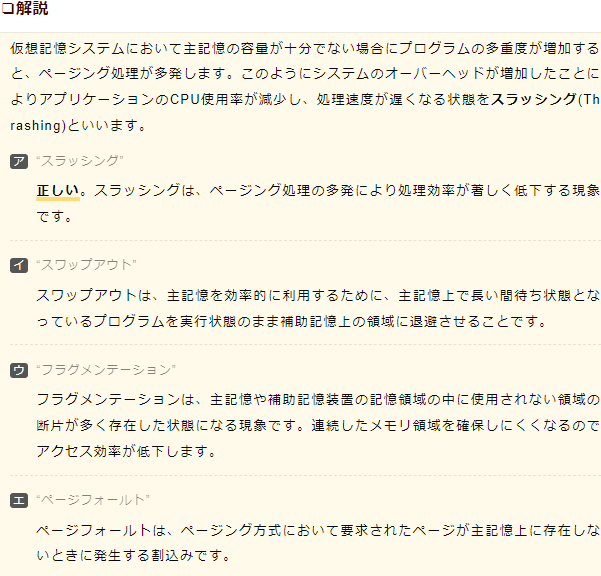 ❏解説
仮想記憶システムにおいて主記憶の容量が十分でない場合にプログラムの多重度が増加する
と、ページング処理が多発します。このようにシステムのオーバーヘッドが増加したことに
よりアプリケーションのCPU使用率が減少し、処理速度が遅くなる状態をスラッシング(Th
rashing)といいます。
ア “スラッシング”
正しい。スラッシングは、ページング処理の多発により処理効率が著しく低下する現象
です。
イ “スワップアウト”
スワップアウトは、主記憶を効率的に利用するために、主記憶上で長い間待ち状態とな
っているプログラムを実行状態のまま補助記憶上の領域に退避させることです。
ウ “フラグメンテーション”
フラグメンテーションは、主記憶や補助記憶装置の記憶領域の中に使用されない領域の
断片が多く存在した状態になる現象です。連続したメモリ領域を確保しにくくなるので
アクセス効率が低下します。
エ “ページフォールト”
ページフォールトは、ページング方式において要求されたページが主記憶上に存在しな
いときに発生する割込みです。